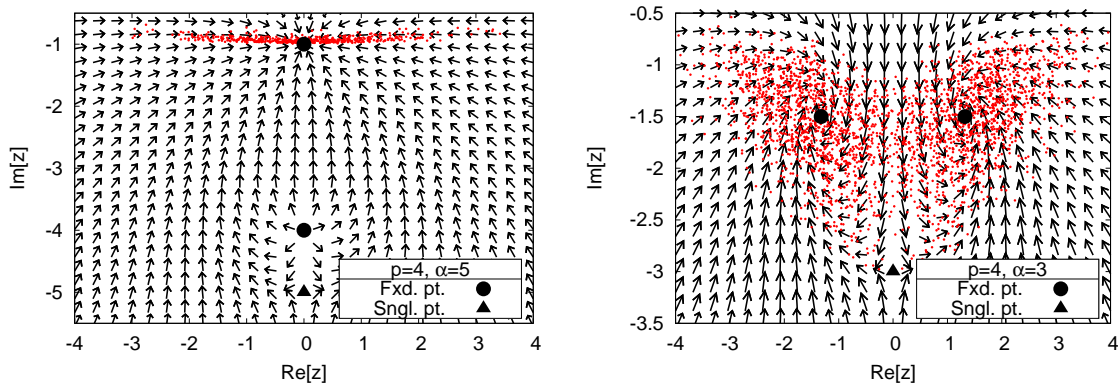 -1
-2
-3
-4
-5
-4 -3 -2 -1 0 1 2 3 4
Im[z]
Re[z]
p=4, α=5
Fxd. pt.
Sngl. pt.
-0.5
-1
-1.5
-2
-2.5
-3
-3.5
-4 -3 -2 -1 0 1 2 3 4
Im[z]
Re[z]
p=4, α=3
Fxd. pt.
Sngl. pt.